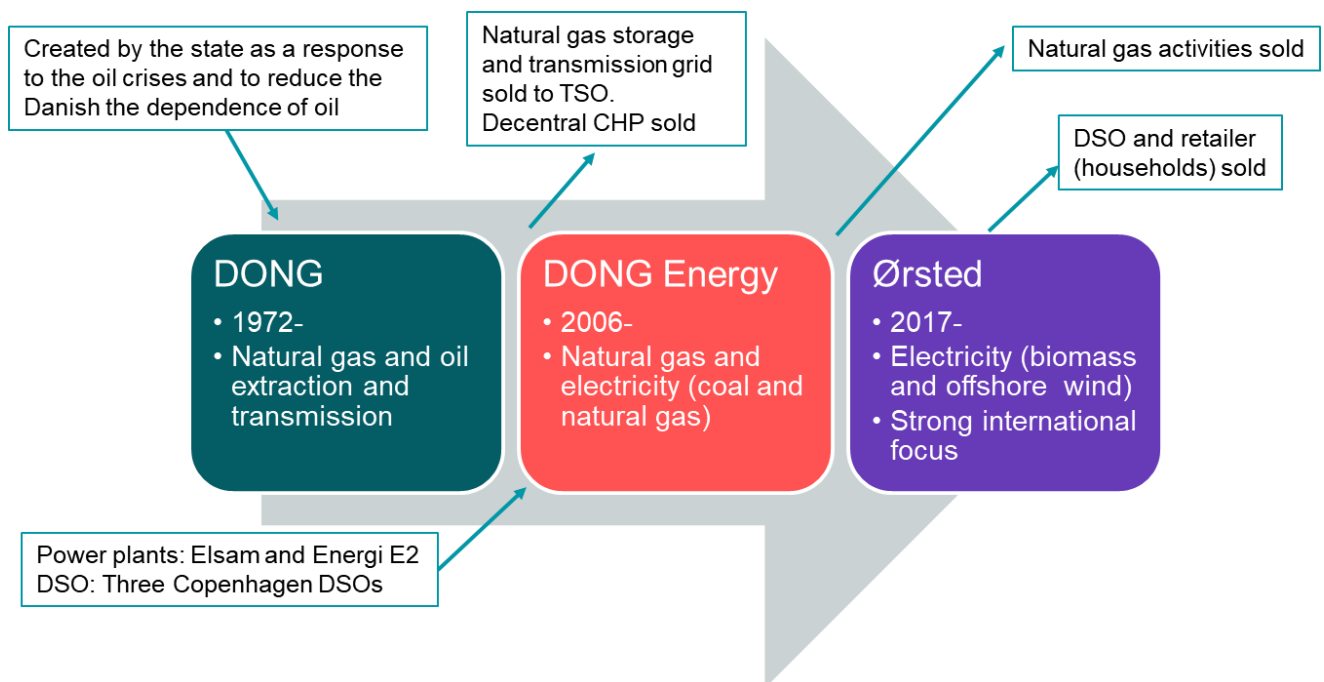 Created by the state as a response
to the oil crises and to reduce the
Danish the dependence of oil
Natural gas storage
and transmission grid
sold to TSO.
Decentral CHP sold
Natural gas activities sold
DSO and retailer
(households) sold
DONG
• 1972-
• Natural gas and oil
extraction and
transmission
DONG Energy
• 2006-
• Natural gas and
electricity (coal and
natural gas)
Ørsted
• 2017-
• Electricity (biomass
and offshore wind)
• Strong international
focus
Power plants: Elsam and Energi E2
DSO: Three Copenhagen DSOs